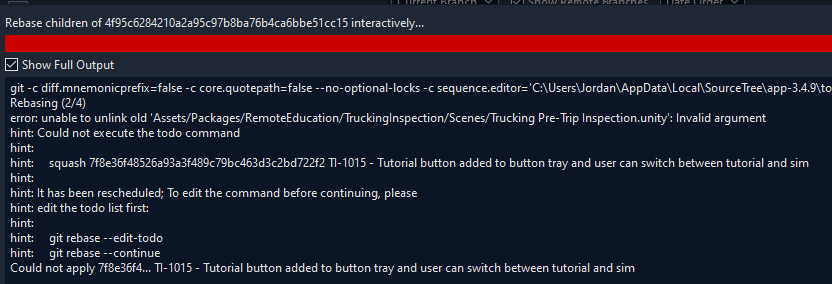 Current Branch
Show Remote Branches
Date Order
Rebase children of 4f95c6284210a2a95c97b8ba76b4ca6bbe51cc15 interactively...
Show Full Output
git -c diff.mnemonicprefix=false -c core.quotepath=false --no-optional-locks -c sequence.editor='C:\Users\Jordan\AppData\Local\SourceTree\app-3.4.9\to
Rebasing (2/4)
error: unable to unlink old 'Assets/Packages/RemoteEducation/TruckingInspection/Scenes/Trucking Pre-Trip Inspection.unity': Invalid argument
hint: Could not execute the todo command
hint:
hint: squash 7f8e36f48526a93a3f489c79bc463d3c2bd722f2 TI-1015 - Tutorial button added to button tray and user can switch between tutorial and sim
hint:
hint: It has been rescheduled; To edit the command before continuing, please
hint: edit the todo list first:
hint:
hint: git rebase --edit-todo
hint: git rebase --continue
Could not apply 7f8e36f4... TI-1015 - Tutorial button added to button tray and user can switch between tutorial and sim